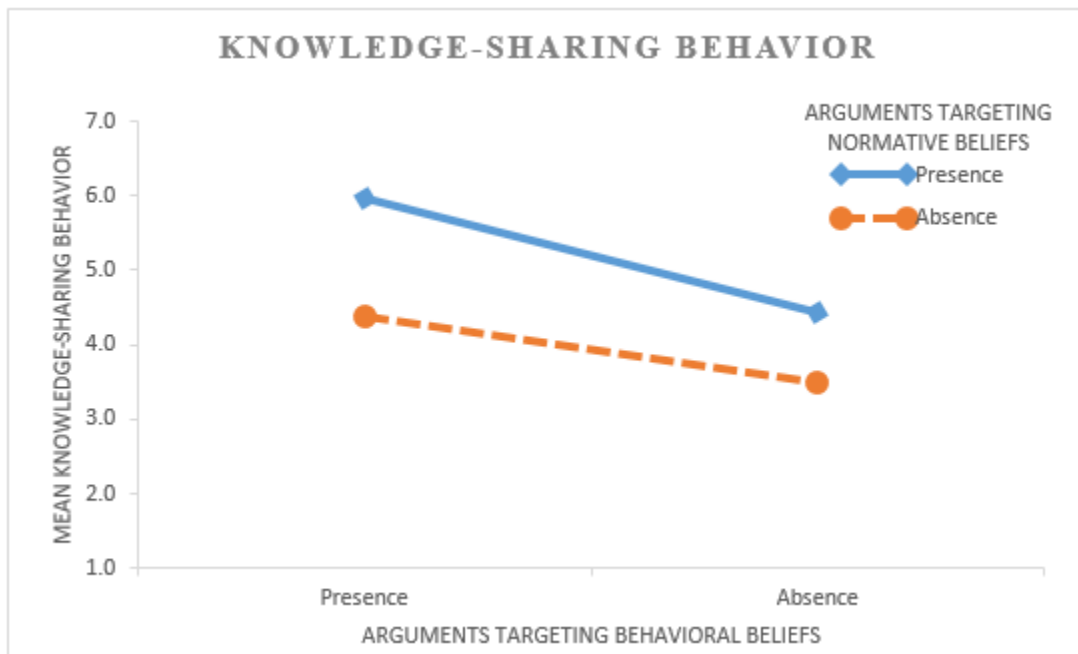 KNOWLEDGE-SHARING BEHAVIOR
ARGUMENTS TARGETING
NORMATIVE BELIEFS
Presence
Absence
MEAN KNOWLEDGE-SHARING BEHAVIOR
7.0
6.0
5.0
4.0
3.0
2.0
1.0
Presence
Absence
ARGUMENTS TARGETING BEHAVIORAL BELIEFS